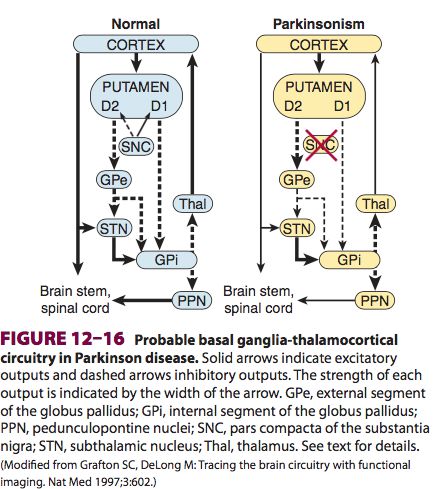 Normal
Parkinsonism
CORTEX
CORTEX
PUTAMEN
D2 D1
PUTAMEN
D2 D1
SNC
SNC
GPe
GPe
Thal
Thal
STN
STN
GPi
GPi
Brain stem,
spinal cord
PPN
Brain stem,
spinal cord
PPN
FIGURE 12–16 Probable basal ganglia-thalamocortical
circuitry in Parkinson disease. Solid arrows indicate excitatory
outputs and dashed arrows inhibitory outputs. The strength of each
output is indicated by the width of the arrow. GPe, external segment
of the globus pallidus; GPi, internal segment of the globus pallidus;
PPN, pedunculopontine nuclei; SNC, pars compacta of the substantia
nigra; STN, subthalamic nucleus; Thal, thalamus. See text for details.
(Modified from Grafton SC, DeLong M: Tracing the brain circuitry with functional
imaging. Nat Med 1997;3:602.)